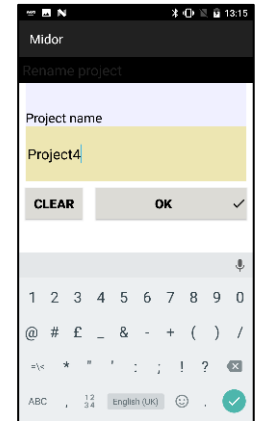 13:15
Midor
Rename project
Project name
Project4
CLEAR OK
1 2 3 4 5 6 7 8 9 0
@ # £ _ & - + ( ) /
=\< * " ' : ; ! ?
ABC , 12 34 English (UK) .